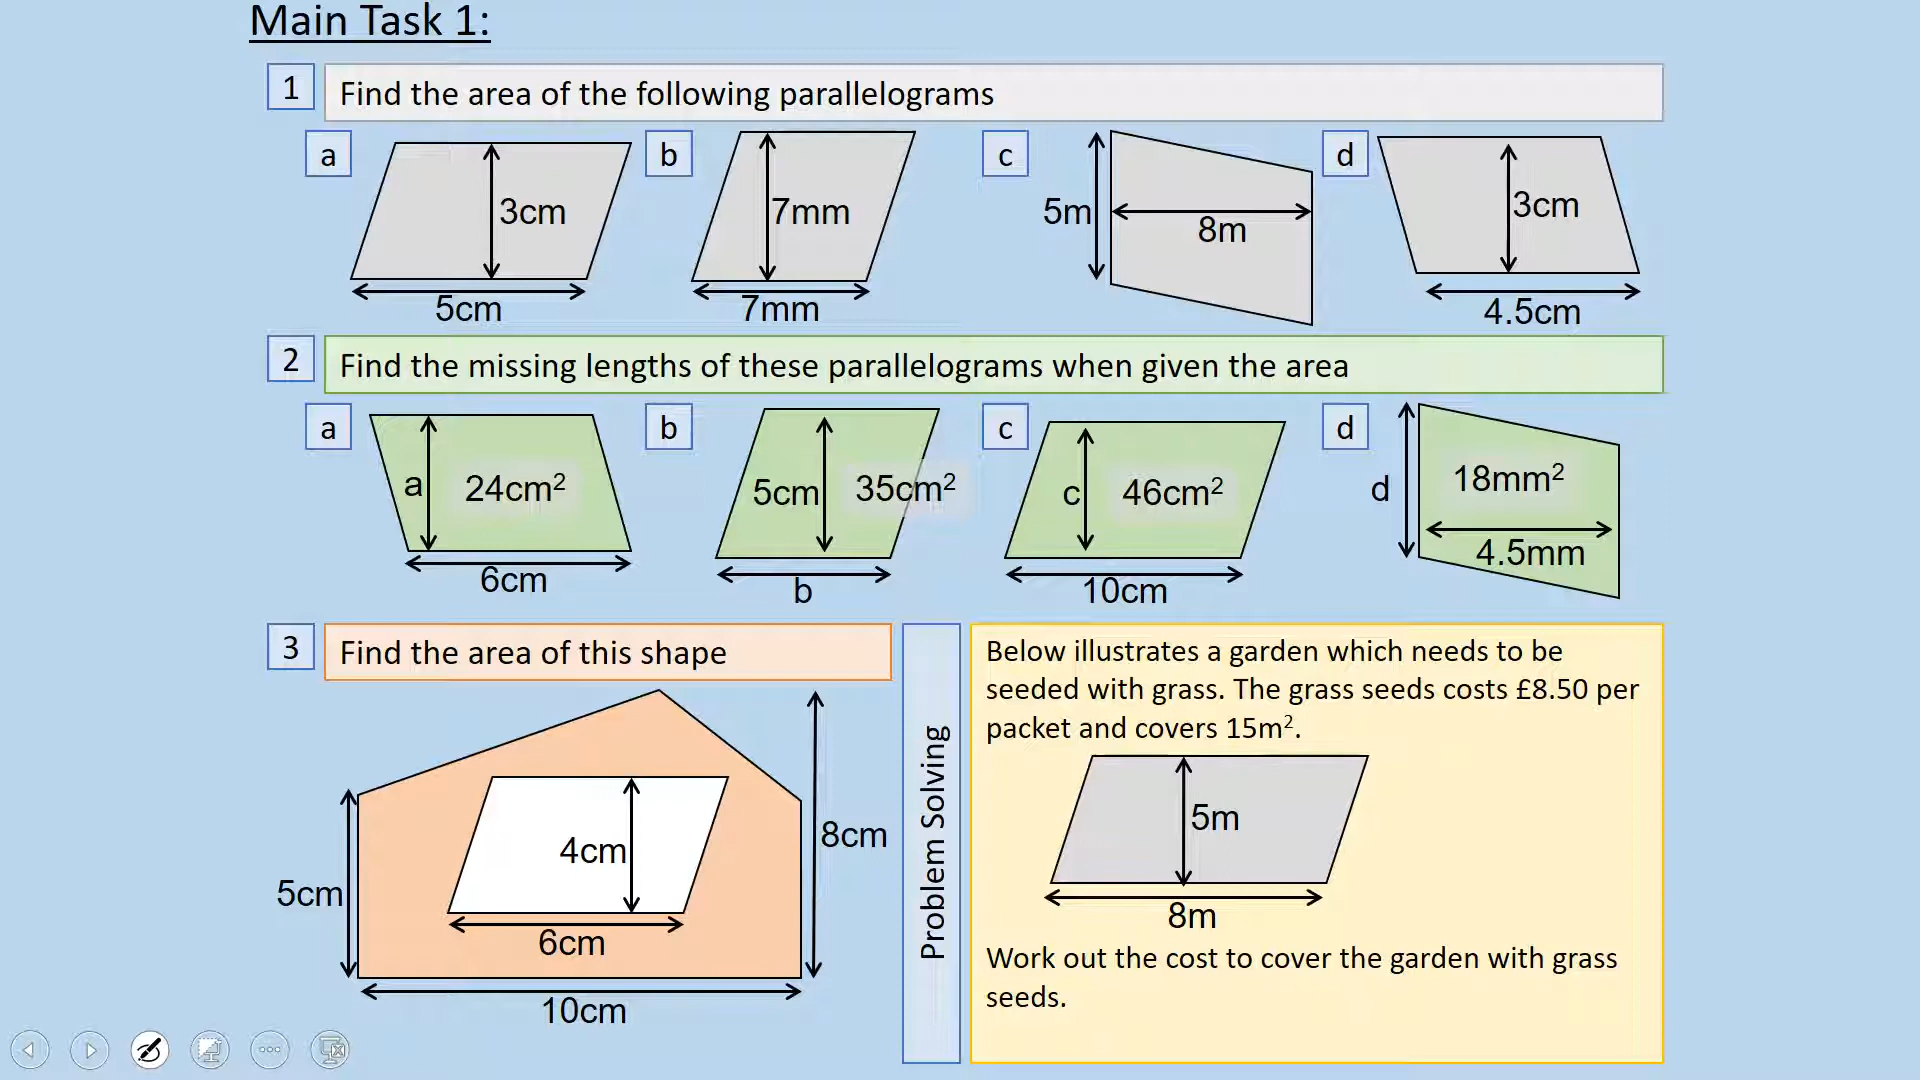 Main Task 1:
1
Find the area of the following parallelograms
a
3cm
5cm
b
7mm
7mm
c
5m
8m
d
3cm
4.5cm
2
Find the missing lengths of these parallelograms when given the area
a
a
24cm²
6cm
b
5cm
35cm²
b
c
c
46cm²
10cm
d
d
18mm²
4.5mm
3
Find the area of this shape
5cm
4cm
6cm
8cm
10cm
Problem Solving
Below illustrates a garden which needs to be
seeded with grass. The grass seeds costs £8.50 per
packet and covers 15m².
5m
8m
Work out the cost to cover the garden with grass
seeds.